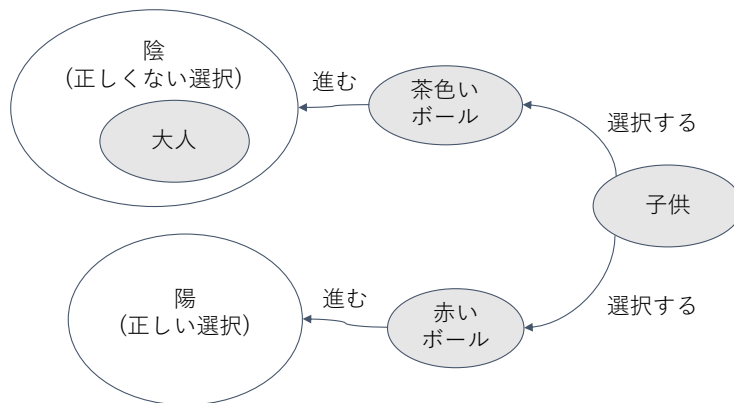 陰
(正しくない選択)
大人
進む
茶色い
ボール
選択する
子供
陽
(正しい選択)
進む
赤い
ボール
選択する